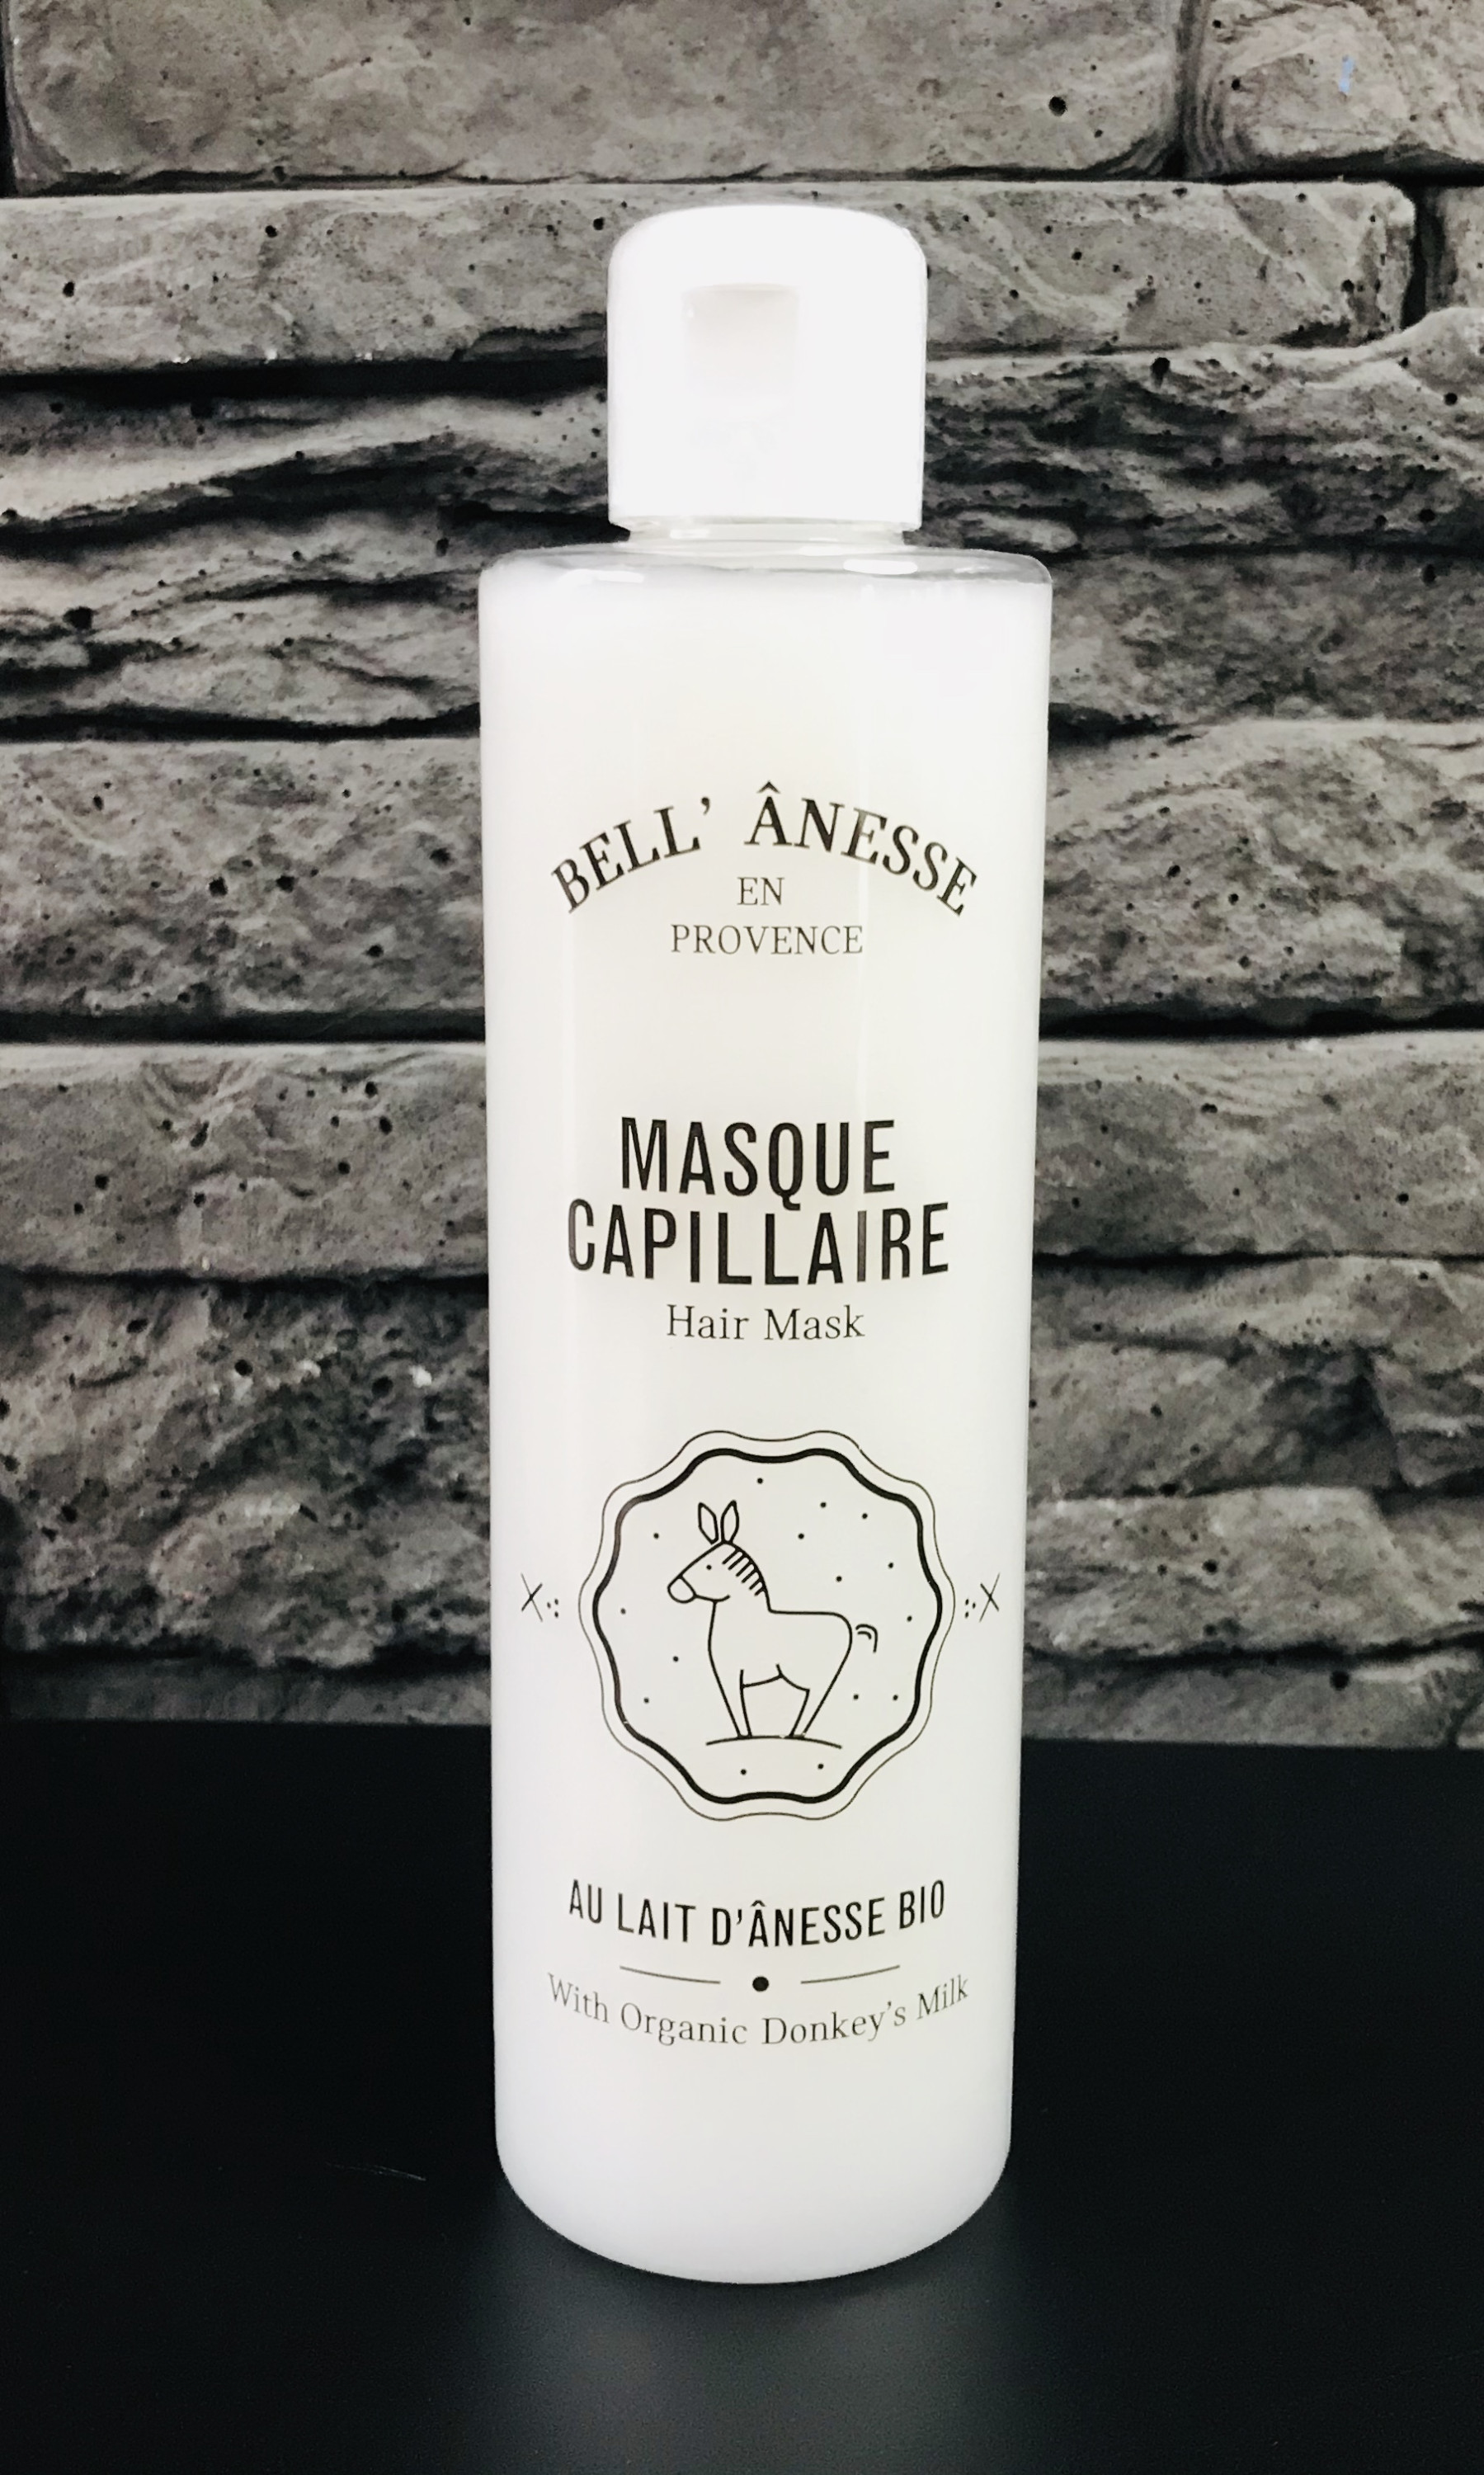 BELL' ÂNESSE
EN
PROVENCE
MASQUE
CAPILLAIRE
Hair Mask
AU LAIT D'ÂNESSE BIO
With Organic Donkey's Milk